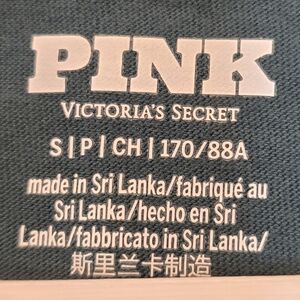 PINK
VICTORIA'S SECRET
S|P|CH|170/88A
made in Sri Lanka/fabriqué au
Sri Lanka/hecho en Sri
Lanka/fabbricato in Sri Lanka/
斯里兰卡制造